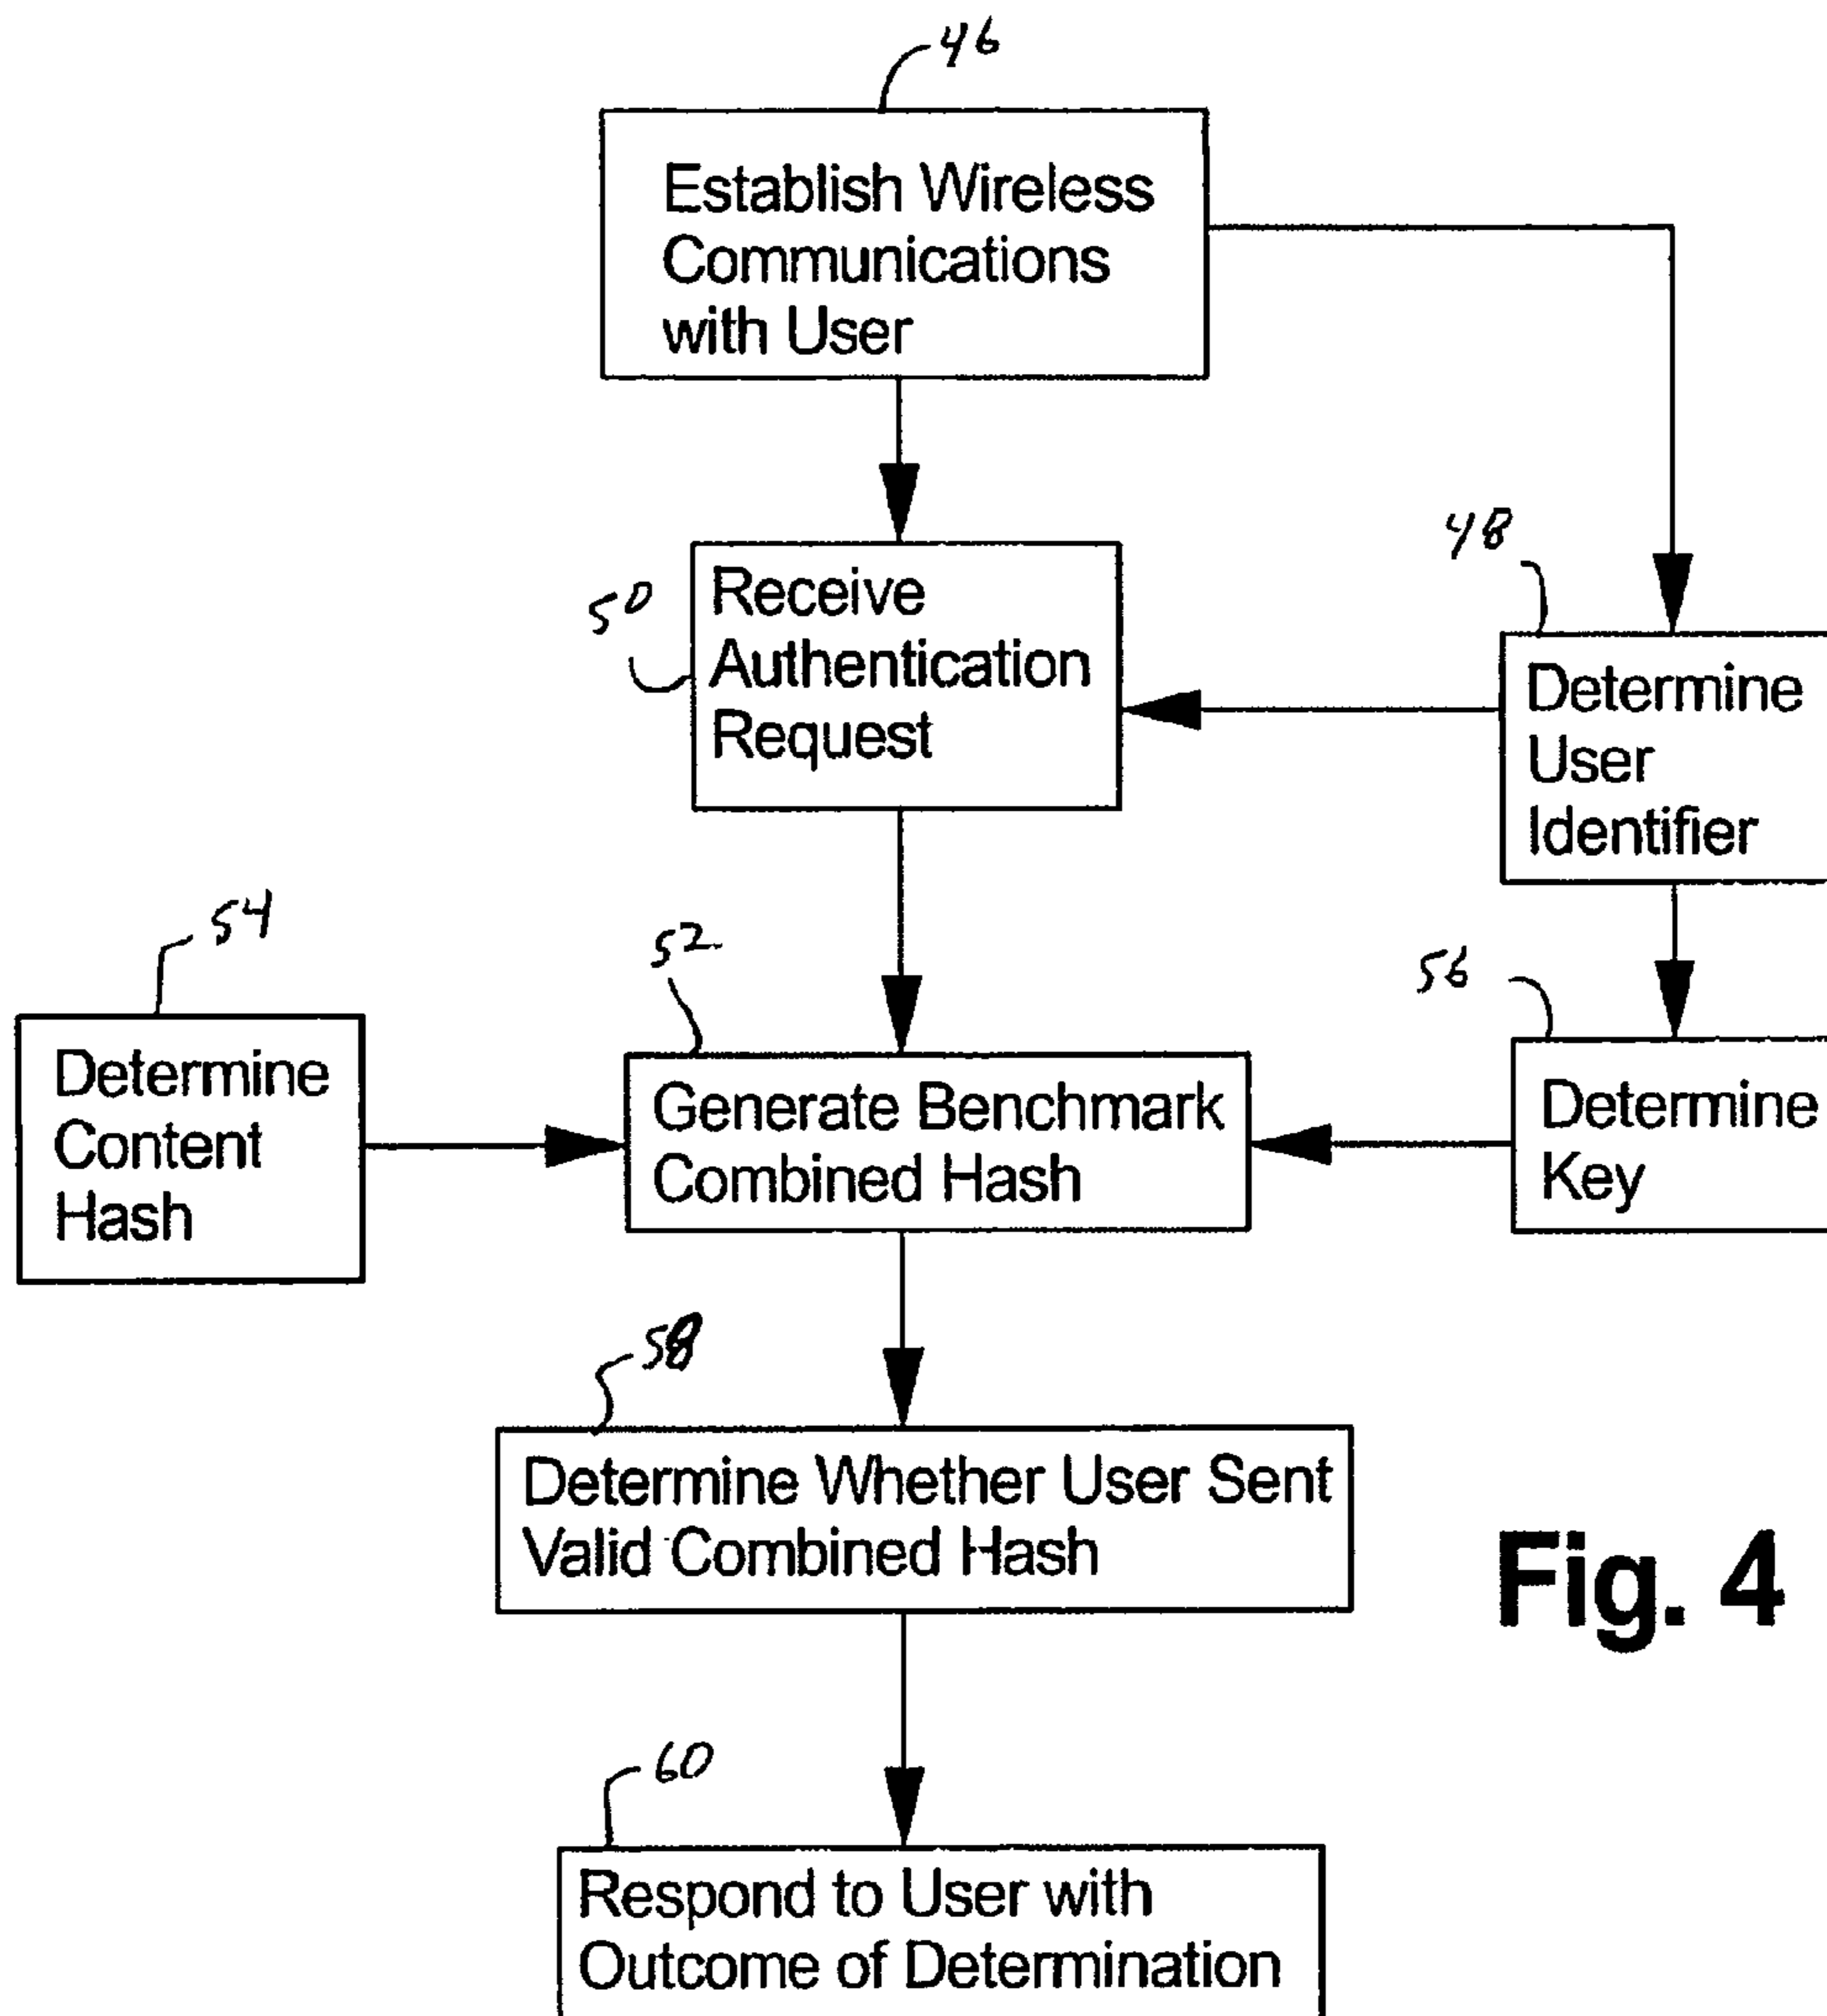 46
Establish Wireless
Communications
with User
48
50
Receive
Authentication
Request
Determine
User
Identifier
54
52
56
Determine
Content
Hash
Generate Benchmark
Combined Hash
Determine
Key
58
Determine Whether User Sent
Valid Combined Hash
Fig. 4
60
Respond to User with
Outcome of Determination